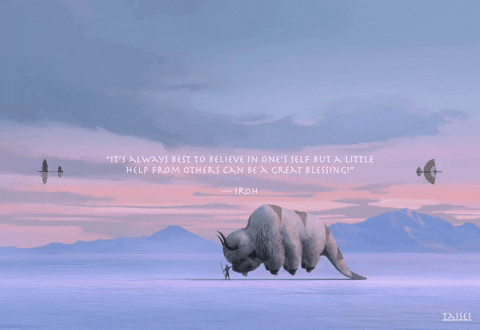 "IT'S ALWAYS BEST TO BELIEVE IN ONE'S SELF BUT A LITTLE
HELP FROM OTHERS CAN BE A GREAT BLESSING!"
— IROH
TAISEI